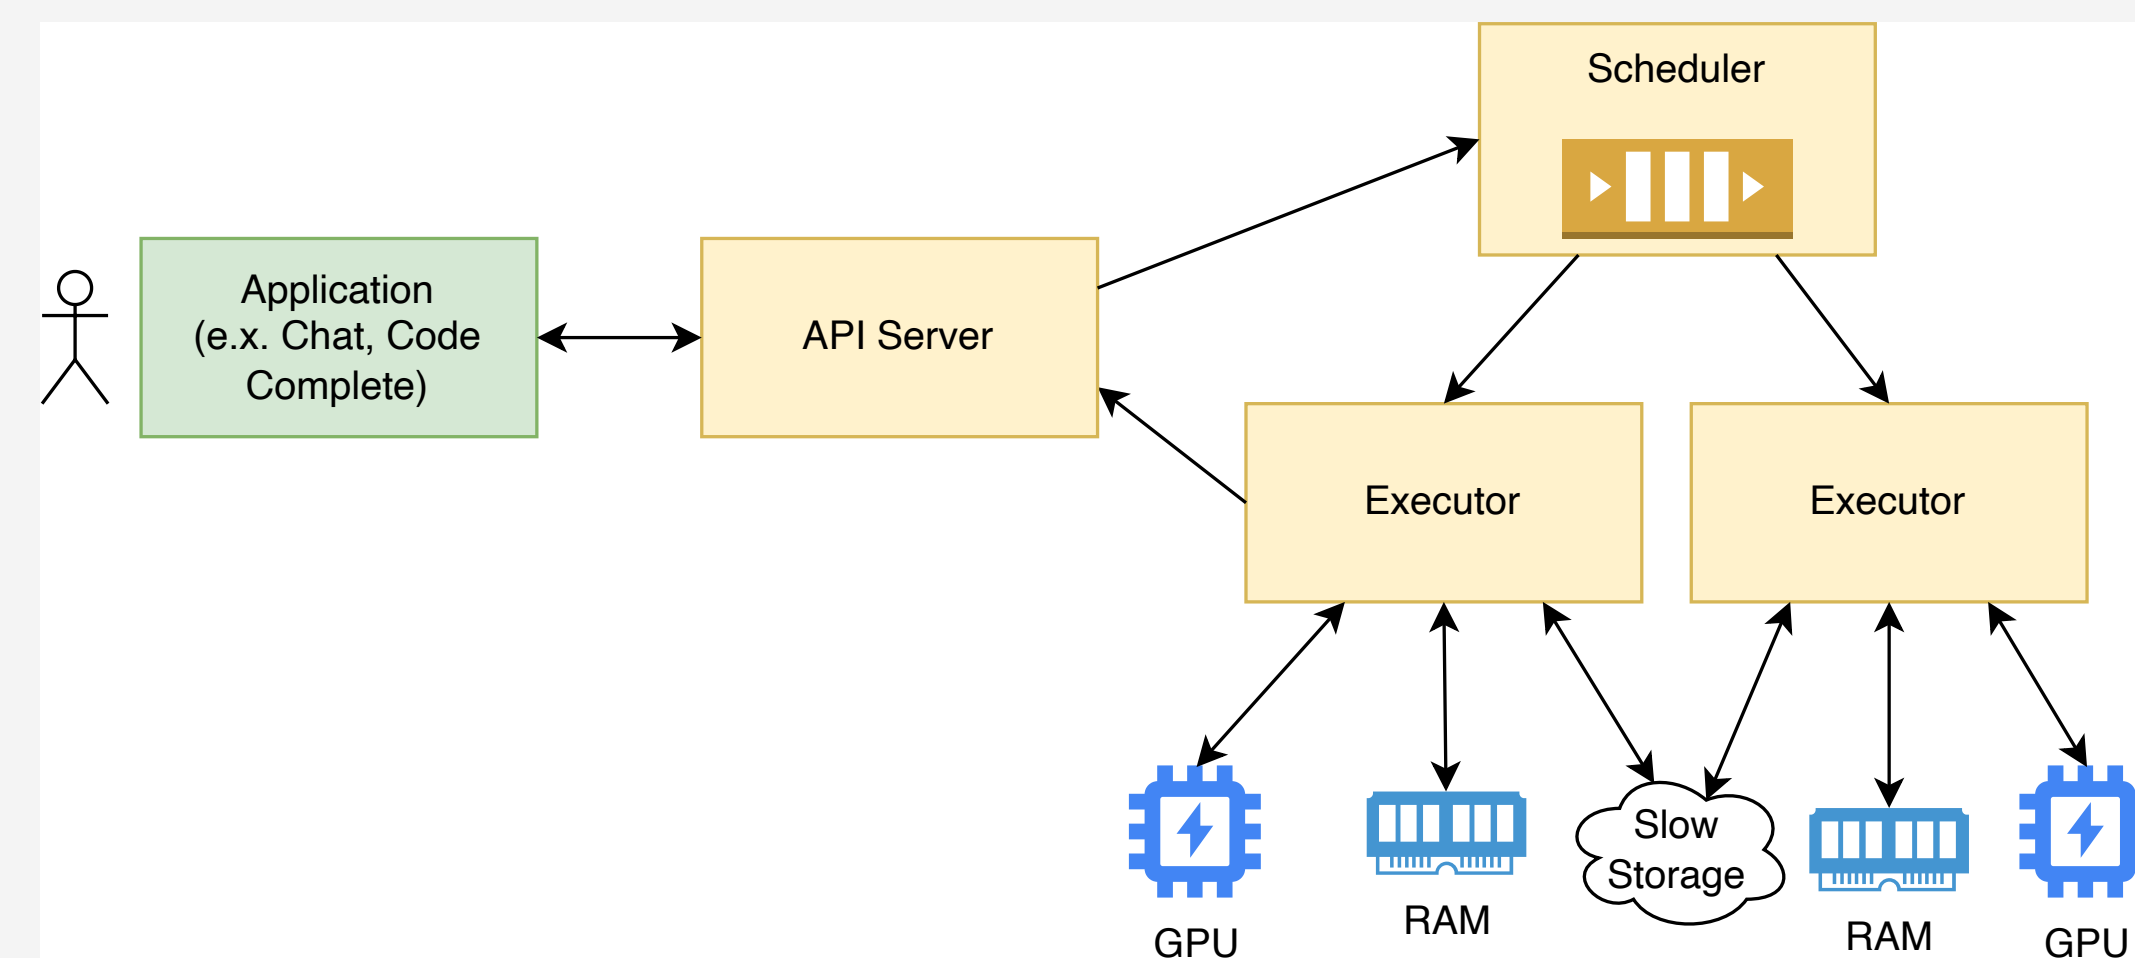 Scheduler
Application
(e.x. Chat, Code
Complete)
API Server
Executor
Executor
Slow
Storage
GPU
RAM
RAM
GPU